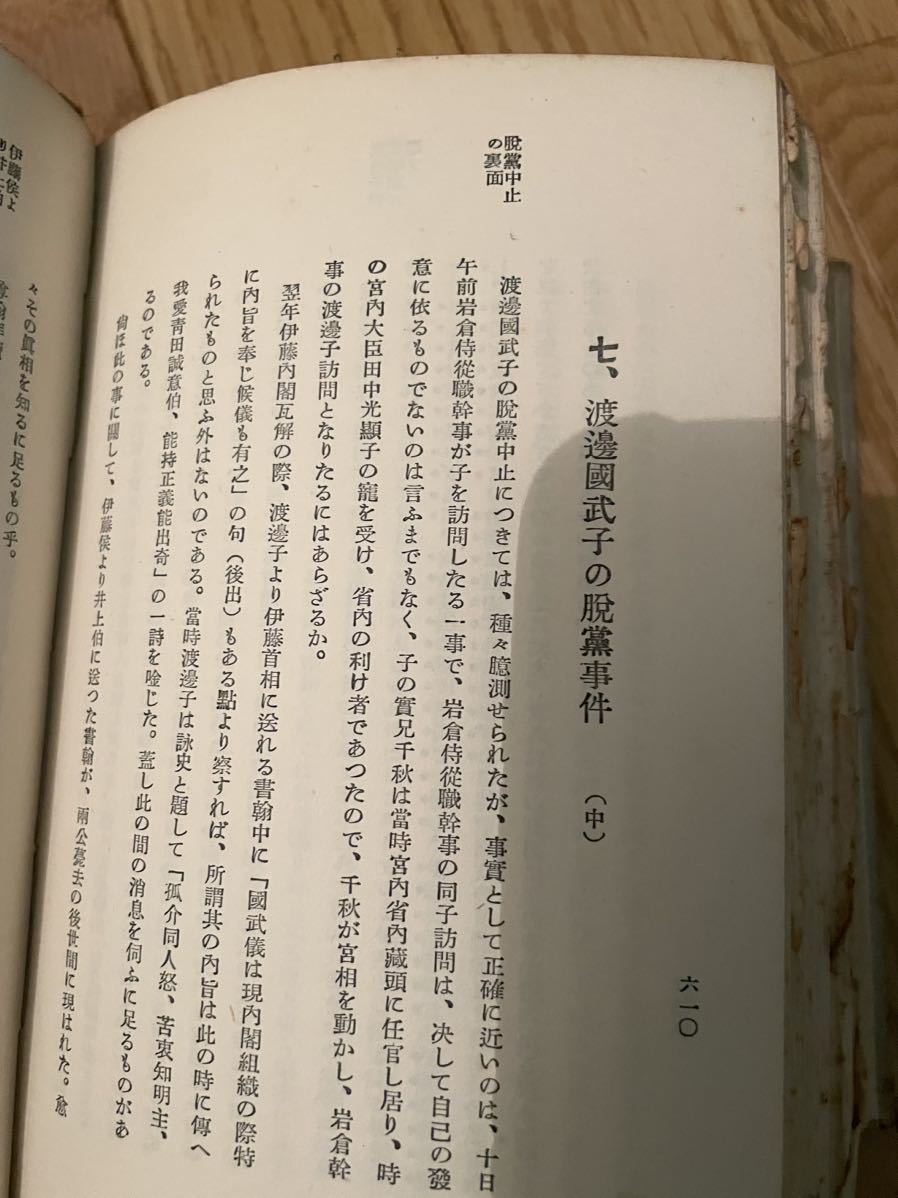 六一〇
七、渡邊國武子の脫黨事件　（中）
脫黨中止
の裏面
渡邊國武子の脫黨中止につきては、種々臆測せられたが、事實として正確に近いのは、十日
午前岩倉侍從職幹事が子を訪問したる一事で、岩倉侍從職幹事の同子訪問は、決して自己の發
意に依るものでないのは言ふまでもなく、子の實兄千秋は當時宮內省內藏頭に任官し居り、時
の宮內大臣田中光顯子の寵を受け、省內の利け者であつたので、千秋が宮相を動かし、岩倉幹
事の渡邊子訪問となりたるにはあらざるか。
翌年伊藤內閣瓦解の際、渡邊子より伊藤首相に送れる書翰中に「國武儀は現內閣組織の際特
に內旨を奉じ候儀も有之」の句（後出）もある點より察すれば、所謂其の內旨は此の時に傳へ
られたものと思ふ外はないのである。當時渡邊子は詠史と題して「孤介同人怒、苦衷知明主、
我愛靑田誠意伯、能持正義能出奇」の一詩を唫じた。蓋し此の間の消息を伺ふに足るものがあ
るのである。
尙ほ此の事に關して、伊藤侯より井上伯に送つた書翰が、兩公薨去の後世間に現はれた。愈
々その眞相を知るに足るもの乎。
伊藤侯よ